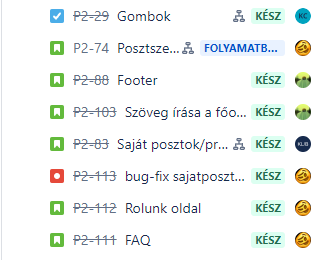 P2-29 Gombok KÉSZ KC
P2-74 Posztsze... FOLYAMATB...
P2-88 Footer KÉSZ
P2-103 Szöveg írása a főo... KÉSZ
P2-83 Saját posztok/pr... KÉSZ KLIB
P2-113 bug-fix sajatposzt... KÉSZ
P2-112 Rolunk oldal KÉSZ
P2-111 FAQ KÉSZ